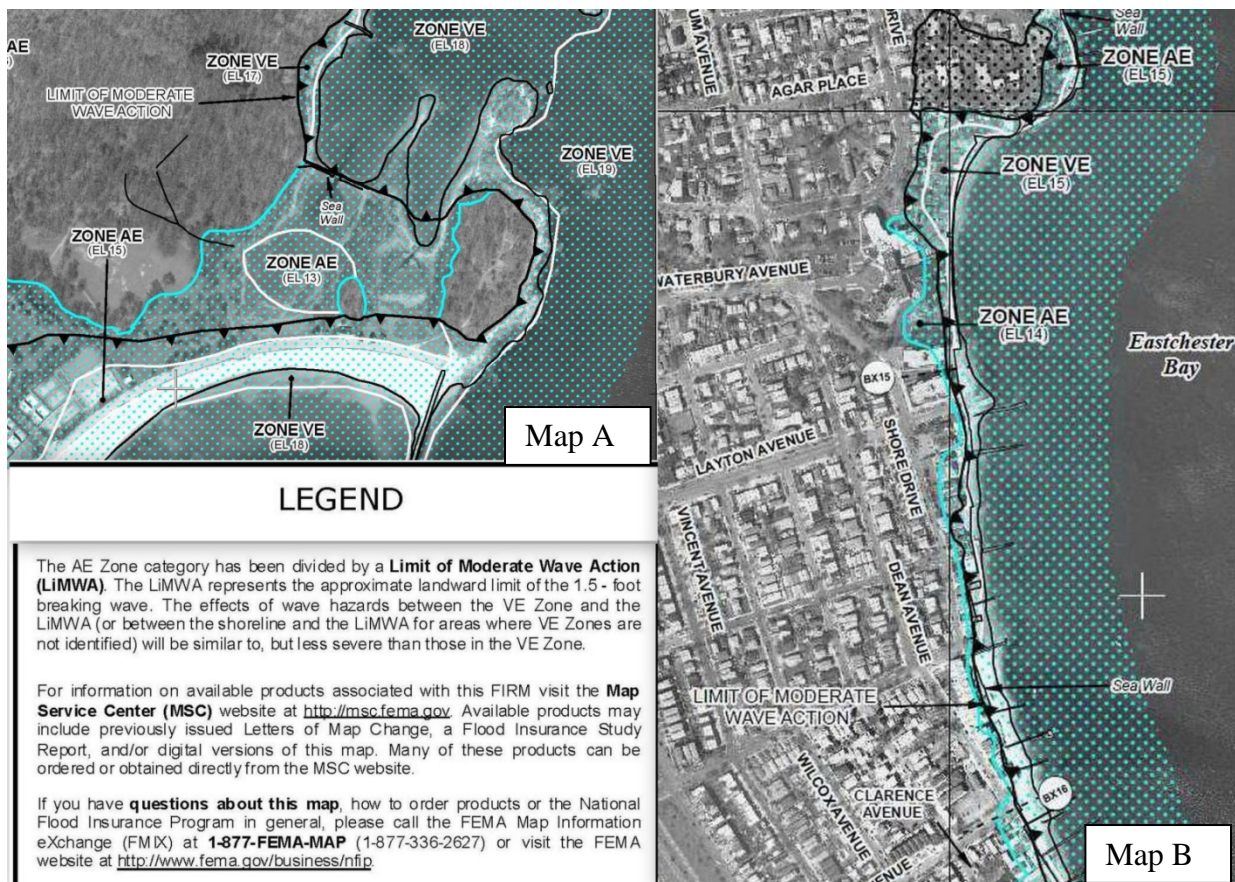 AE
ZONE VE
(EL 18)
ZONE VE
(EL 17)
LIMIT OF MODERATE
WAVE ACTION
ZONE VE
(EL 19)
Sea
Wall
ZONE AE
(EL 15)
ZONE AE
(EL 13)
ZONE VE
(EL 18)
Map A
LEGEND
The AE Zone category has been divided by a Limit of Moderate Wave Action
(LiMWA). The LiMWA represents the approximate landward limit of the 1.5 - foot
breaking wave. The effects of wave hazards between the VE Zone and the
LiMWA (or between the shoreline and the LiMWA for areas where VE Zones are
not identified) will be similar to, but less severe than those in the VE Zone.
For information on available products associated with this FIRM visit the Map
Service Center (MSC) website at http://msc.fema.gov. Available products may
include previously issued Letters of Map Change, a Flood Insurance Study
Report, and/or digital versions of this map. Many of these products can be
ordered or obtained directly from the MSC website.
If you have questions about this map, how to order products or the National
Flood Insurance Program in general, please call the FEMA Map Information
eXchange (FMIX) at 1-877-FEMA-MAP (1-877-336-2627) or visit the FEMA
website at http://www.fema.gov/business/nfip.
UM AVENUE
DRIVE
Sea
Wall
ZONE AE
(EL 15)
AGAR PLACE
ZONE VE
(EL 15)
WATERBURY AVENUE
ZONE AE
(EL 14)
Eastchester
Bay
BX15
SHORE DRIVE
LAYTON AVENUE
VINCENT AVENUE
DEAN AVENUE
LIMIT OF MODERATE
WAVE ACTION
Sea Wall
WILCOX AVENUE
CLARENCE
AVENUE
BX16
Map B